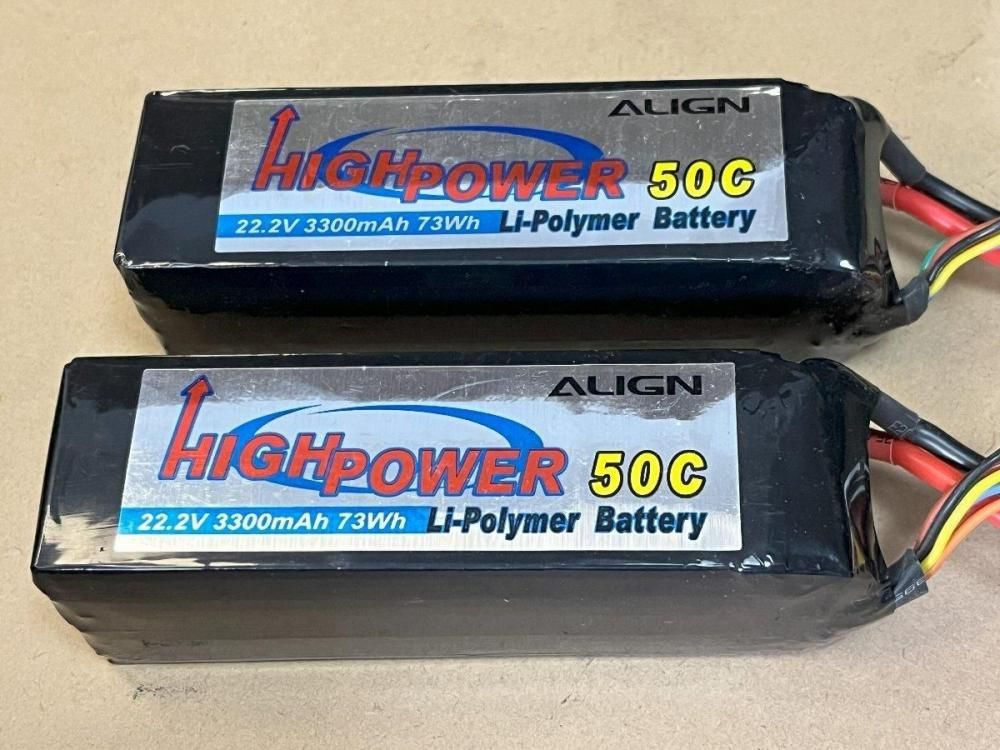 ALIGN
HIGHPOWER 50C
22.2V 3300mAh 73Wh Li-Polymer Battery
ALIGN
HIGHPOWER 50C
22.2V 3300mAh 73Wh Li-Polymer Battery